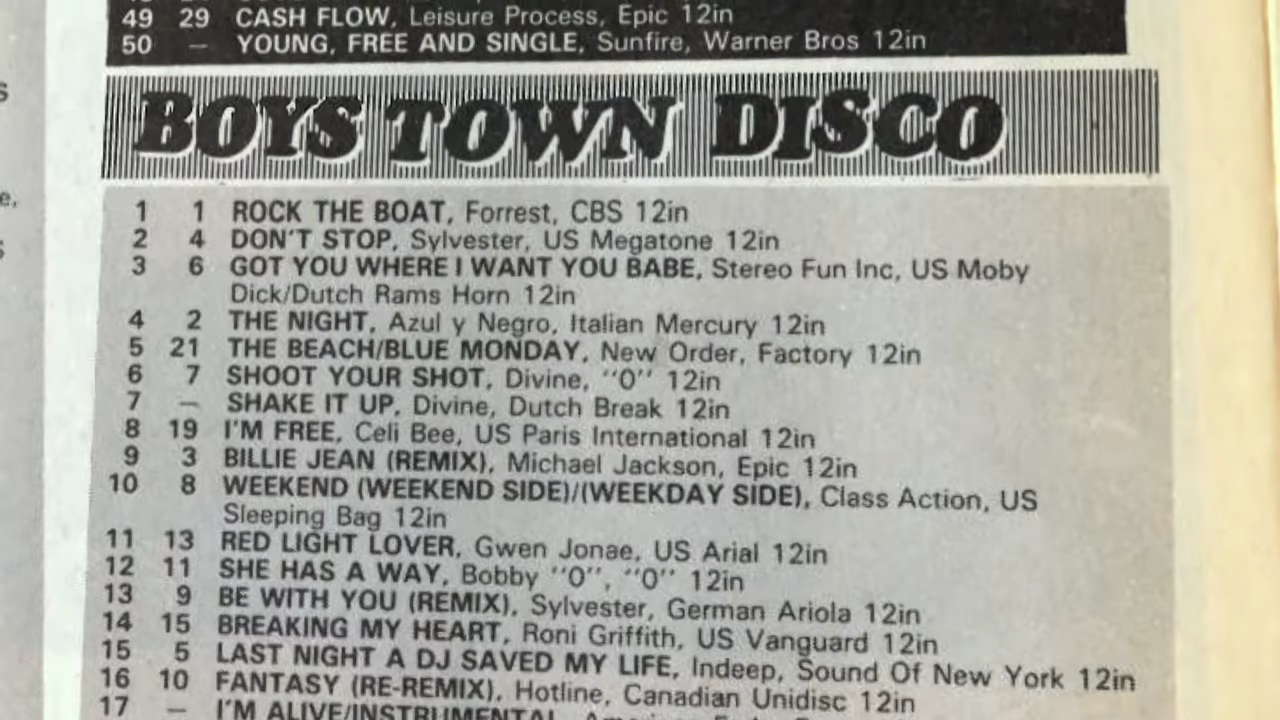 49 29 CASH FLOW, Leisure Process, Epic 12in
50 — YOUNG, FREE AND SINGLE, Sunfire, Warner Bros 12in
BOYS TOWN DISCO
1 1 ROCK THE BOAT, Forrest, CBS 12in
2 4 DON'T STOP, Sylvester, US Megatone 12in
3 6 GOT YOU WHERE I WANT YOU BABE, Stereo Fun Inc, US Moby
Dick/Dutch Rams Horn 12in
4 2 THE NIGHT, Azul y Negro, Italian Mercury 12in
5 21 THE BEACH/BLUE MONDAY, New Order, Factory 12in
6 7 SHOOT YOUR SHOT, Divine, "O" 12in
7 — SHAKE IT UP, Divine, Dutch Break 12in
8 19 I'M FREE, Celi Bee, US Paris International 12in
9 3 BILLIE JEAN (REMIX), Michael Jackson, Epic 12in
10 8 WEEKEND (WEEKEND SIDE)/(WEEKDAY SIDE), Class Action, US
Sleeping Bag 12in
11 13 RED LIGHT LOVER, Gwen Jonae, US Arial 12in
12 11 SHE HAS A WAY, Bobby "O", "O" 12in
13 9 BE WITH YOU (REMIX), Sylvester, German Ariola 12in
14 15 BREAKING MY HEART, Roni Griffith, US Vanguard 12in
15 5 LAST NIGHT A DJ SAVED MY LIFE, Indeep, Sound Of New York 12in
16 10 FANTASY (RE-REMIX), Hotline, Canadian Unidisc 12in
17 — I'M ALIVE/INSTRUMENTAL,